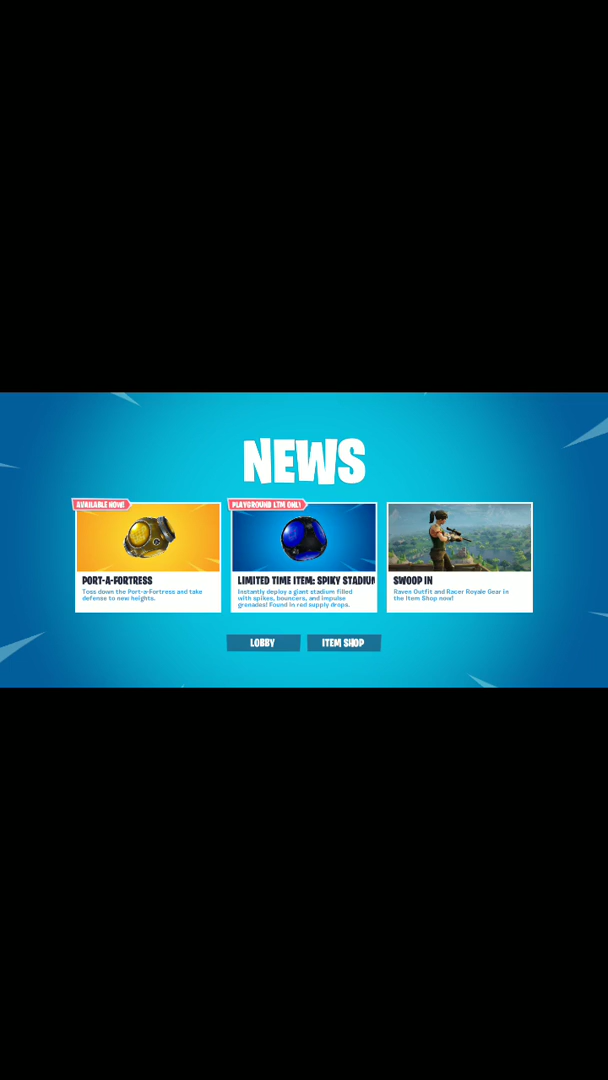 NEWS
AVAILABLE NOW!
PORT-A-FORTRESS
Toss down the Port-a-Fortress and take
defense to new heights.
PLAYGROUND LTM ONLY
LIMITED TIME ITEM: SPIKY STADIUM
Instantly deploy a giant stadium filled
with spikes, bouncers, and impulse
grenades! Found in red supply drops.
SWOOP IN
Raven Outfit and Racer Royale Gear in
the Item Shop now!
LOBBY
ITEM SHOP